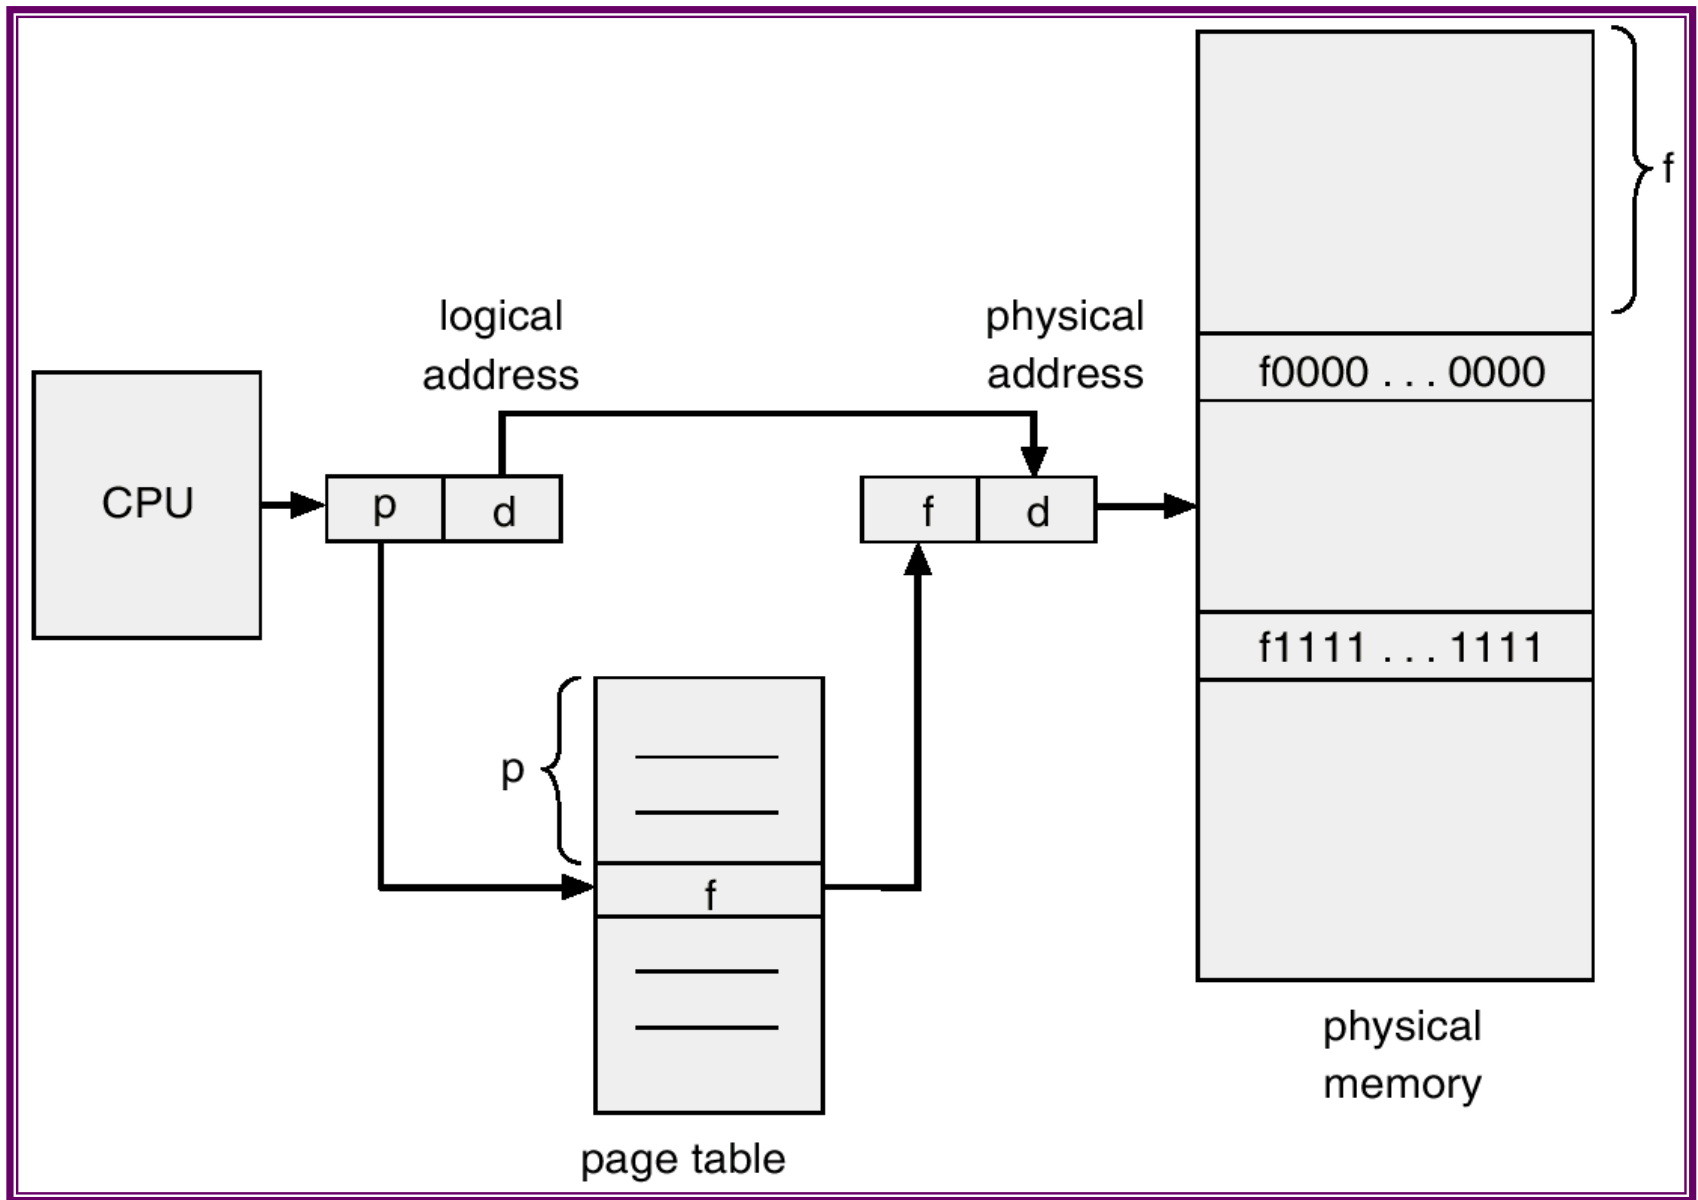 f
logical
address
physical
address
f0000 . . . 0000
CPU
p
d
f
d
f1111 . . . 1111
p
f
physical
memory
page table